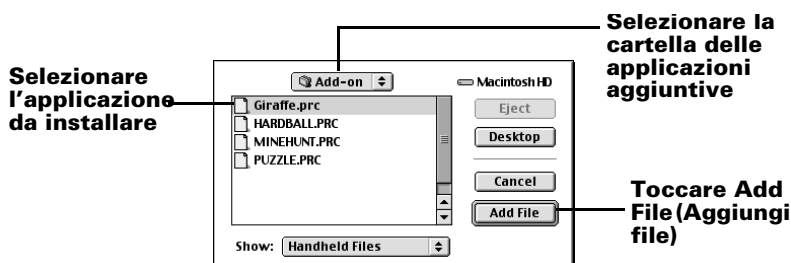 Selezionare la
cartella delle
applicazioni
aggiuntive
Selezionare
l'applicazione
da installare
Add-on
Macintosh HD
Giraffe.prc
HARDBALL.PRC
MINEHUNT.PRC
PUZZLE.PRC
Eject
Desktop
Cancel
Add File
Toccare Add
File(Aggiungi
file)
Show: Handheld Files